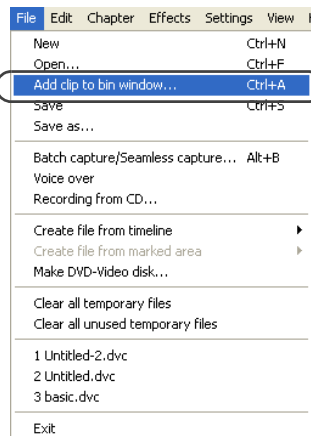 File Edit Chapter Effects Settings View
New Ctrl+N
Open... Ctrl+F
Add clip to bin window... Ctrl+A
Save Ctrl+S
Save as...
Batch capture/Seamless capture... Alt+B
Voice over
Recording from CD...
Create file from timeline
Create file from marked area
Make DVD-Video disk...
Clear all temporary files
Clear all unused temporary files
1 Untitled-2.dvc
2 Untitled.dvc
3 basic.dvc
Exit